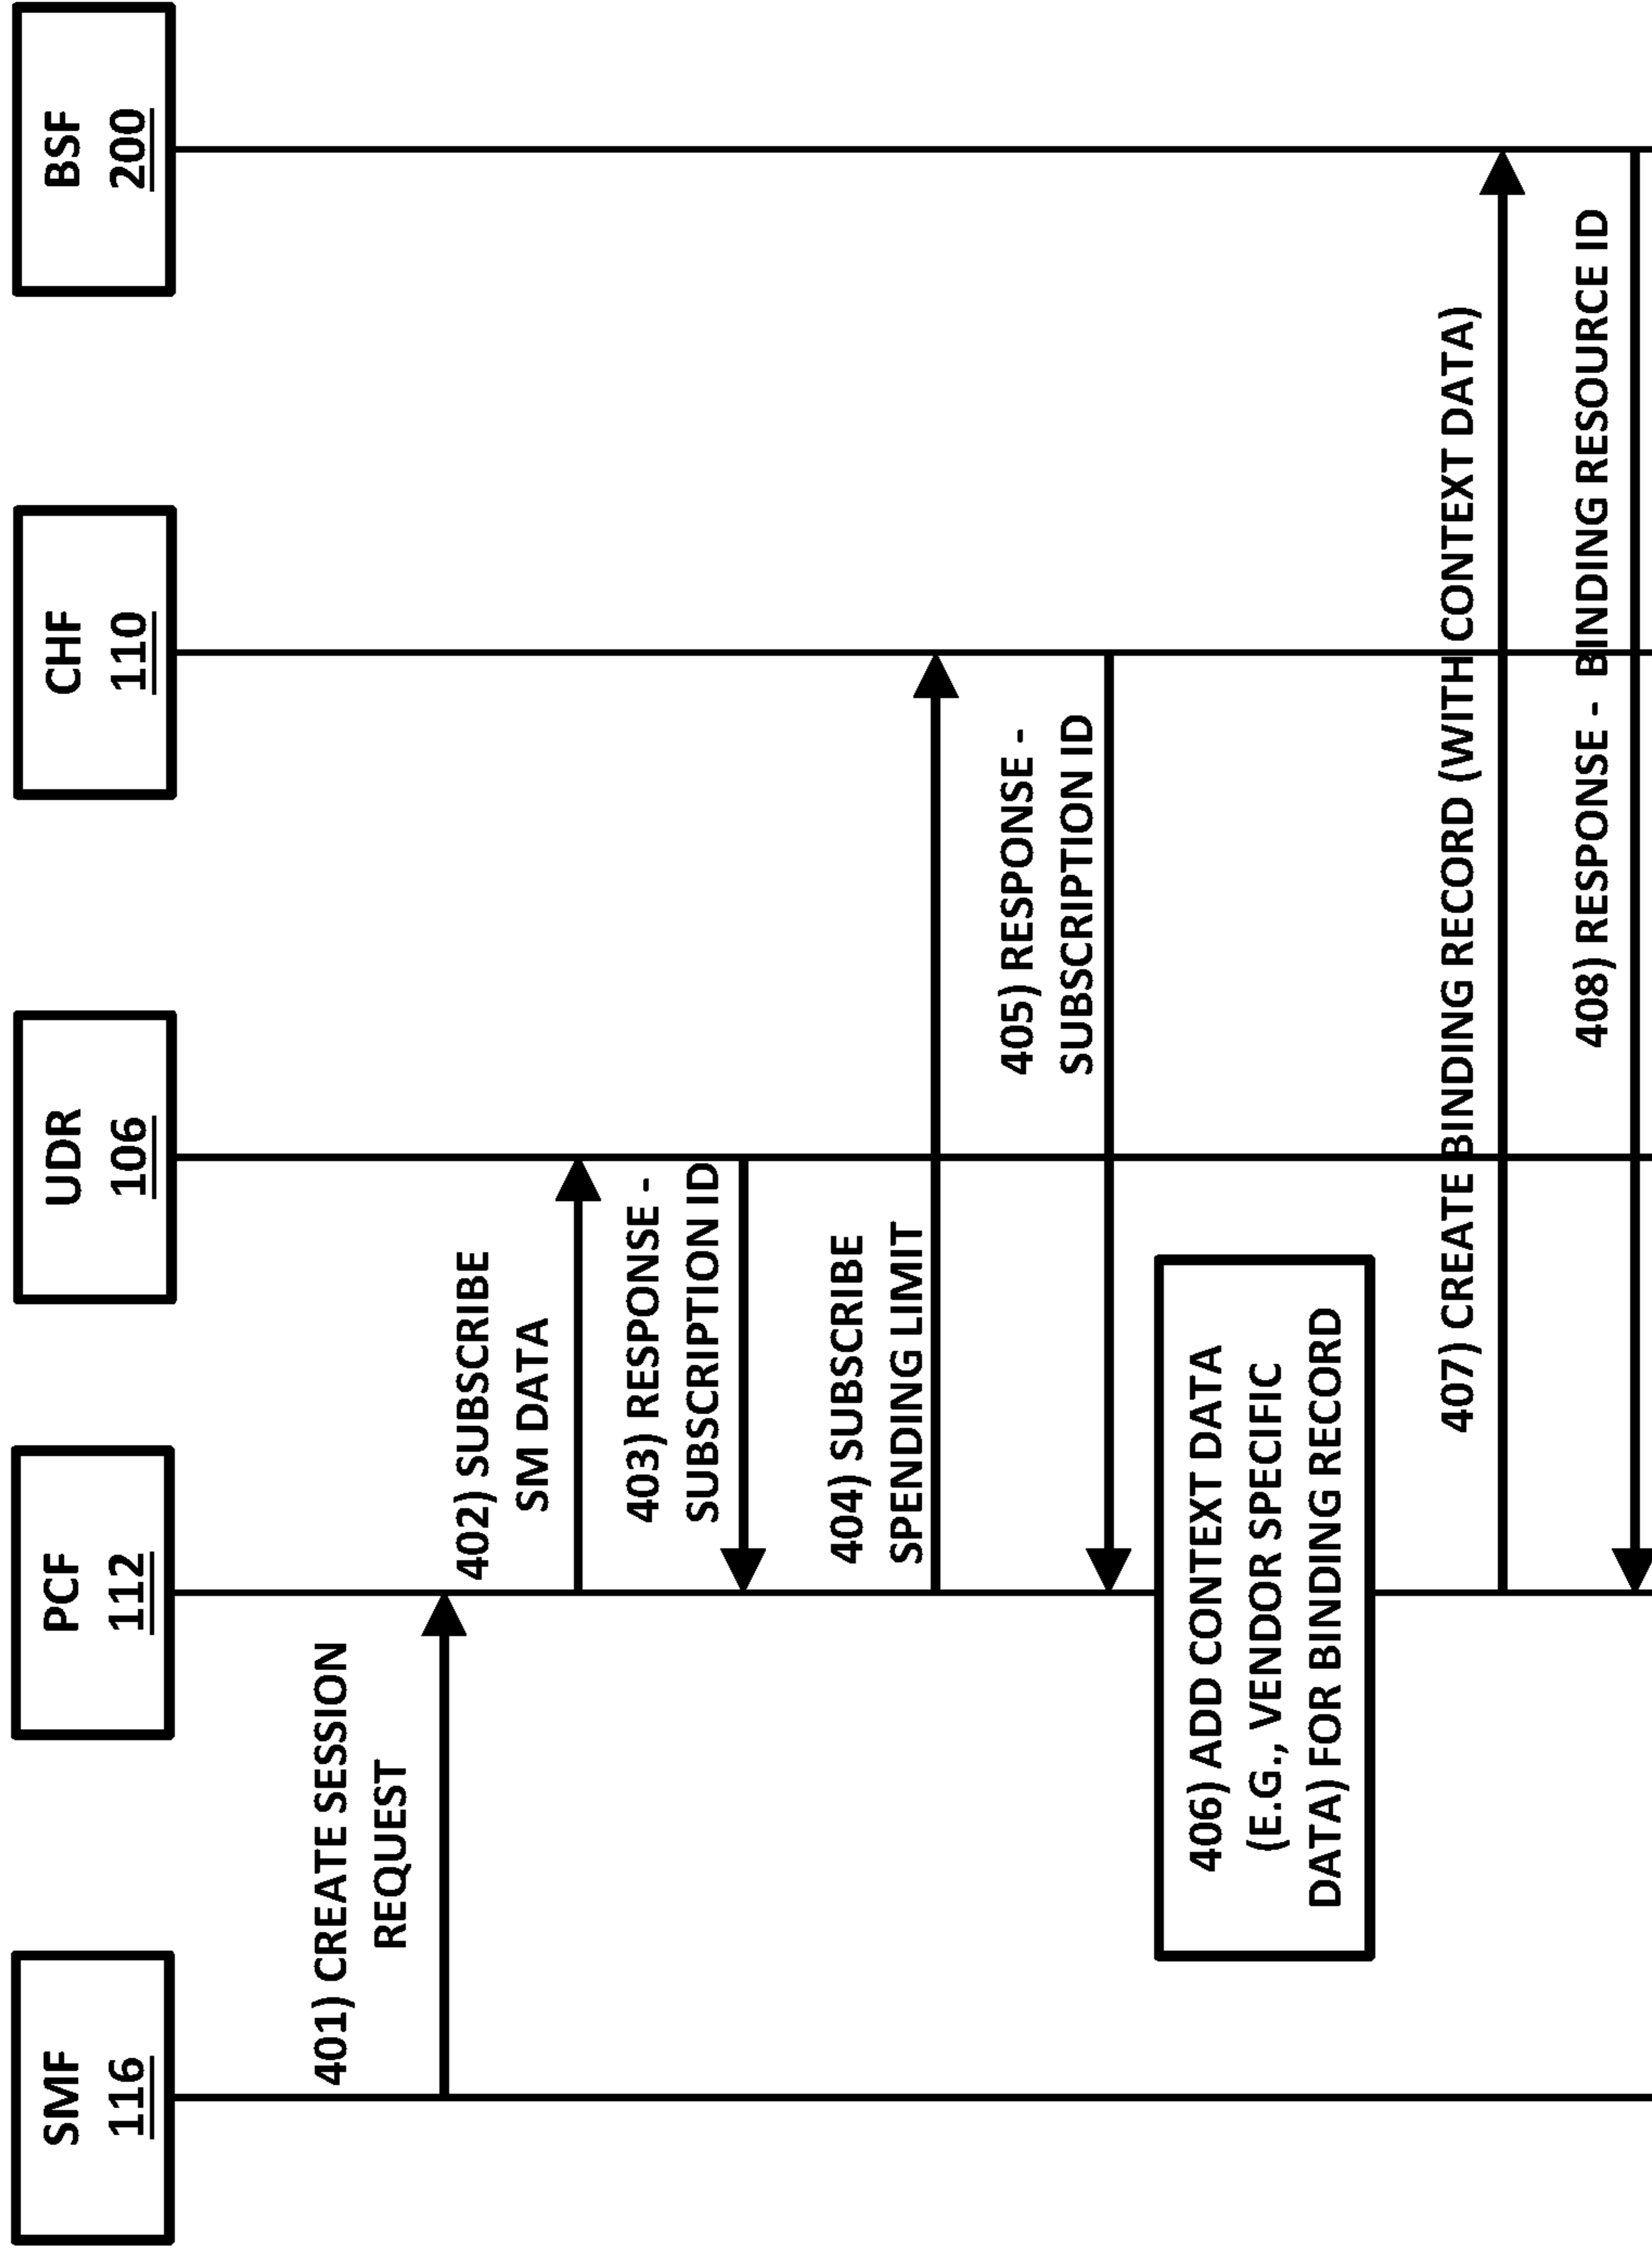 SMF
116
PCF
112
UDR
106
CHF
110
BSF
200
401) CREATE SESSION
REQUEST
402) SUBSCRIBE
SM DATA
403) RESPONSE -
SUBSCRIPTION ID
404) SUBSCRIBE
SPENDING LIMIT
405) RESPONSE -
SUBSCRIPTION ID
406) ADD CONTEXT DATA
(E.G., VENDOR SPECIFIC
DATA) FOR BINDING RECORD
407) CREATE BINDING RECORD (WITH CONTEXT DATA)
408) RESPONSE - BINDING RESOURCE ID